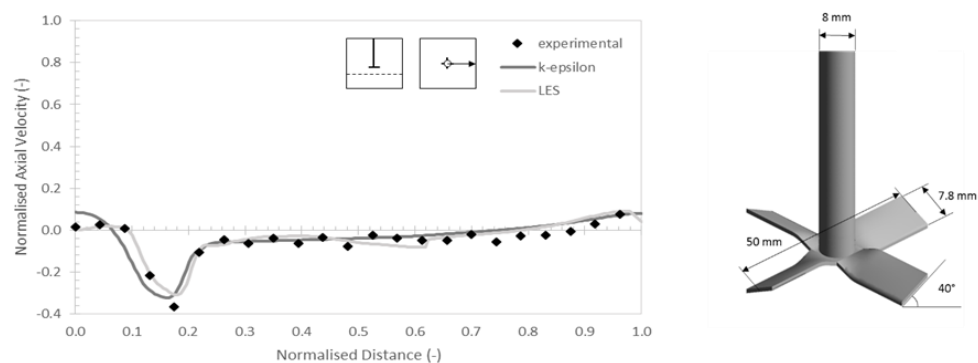 1.0
0.8
0.6
0.4
0.2
0.0
-0.2
-0.4
Normalised Axial Velocity (-)
0.0 0.1 0.2 0.3 0.4 0.5 0.6 0.7 0.8 0.9 1.0
Normalised Distance (-)
experimental
k-epsilon
LES
8 mm
7.8 mm
50 mm
40°